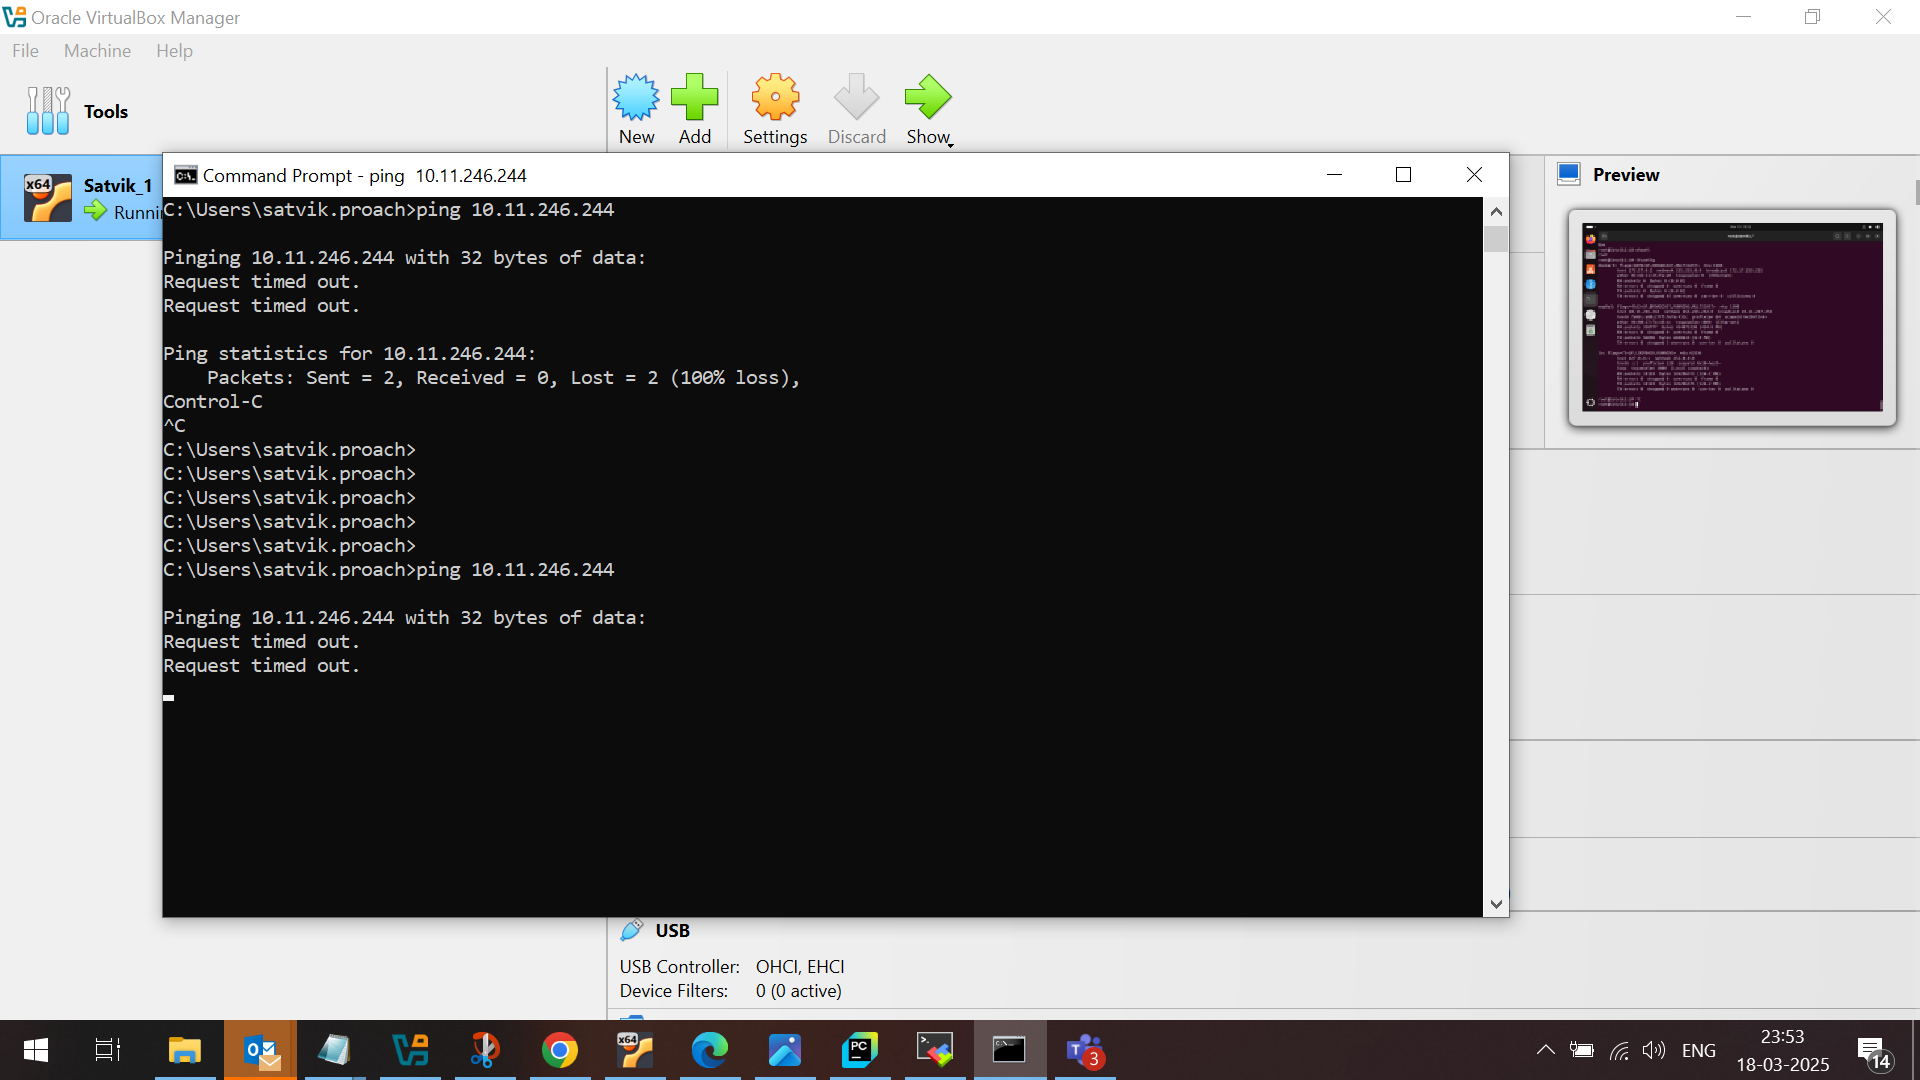 Oracle VirtualBox Manager
File Machine Help
Tools
New Add Settings Discard Show
x64 Satvik_1
Runni
Preview
Command Prompt - ping 10.11.246.244
C:\Users\satvik.proach>ping 10.11.246.244
Pinging 10.11.246.244 with 32 bytes of data:
Request timed out.
Request timed out.
Ping statistics for 10.11.246.244:
Packets: Sent = 2, Received = 0, Lost = 2 (100% loss),
Control-C
^C
C:\Users\satvik.proach>
C:\Users\satvik.proach>
C:\Users\satvik.proach>
C:\Users\satvik.proach>
C:\Users\satvik.proach>
C:\Users\satvik.proach>ping 10.11.246.244
Pinging 10.11.246.244 with 32 bytes of data:
Request timed out.
Request timed out.
USB
USB Controller: OHCI, EHCI
Device Filters: 0 (0 active)
x64
PC
3
ENG
23:53
18-03-2025
14